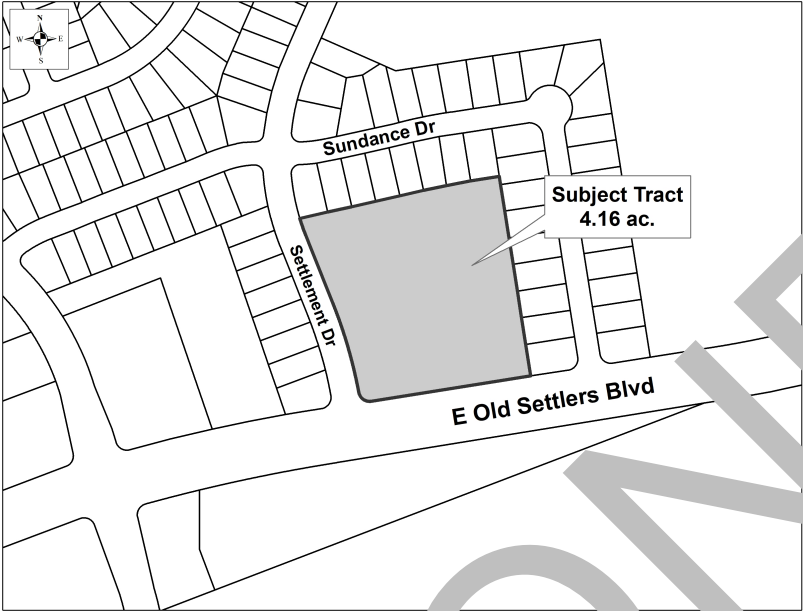 N
W E
S
Sundance Dr
Subject Tract
4.16 ac.
Settlement Dr
E Old Settlers Blvd